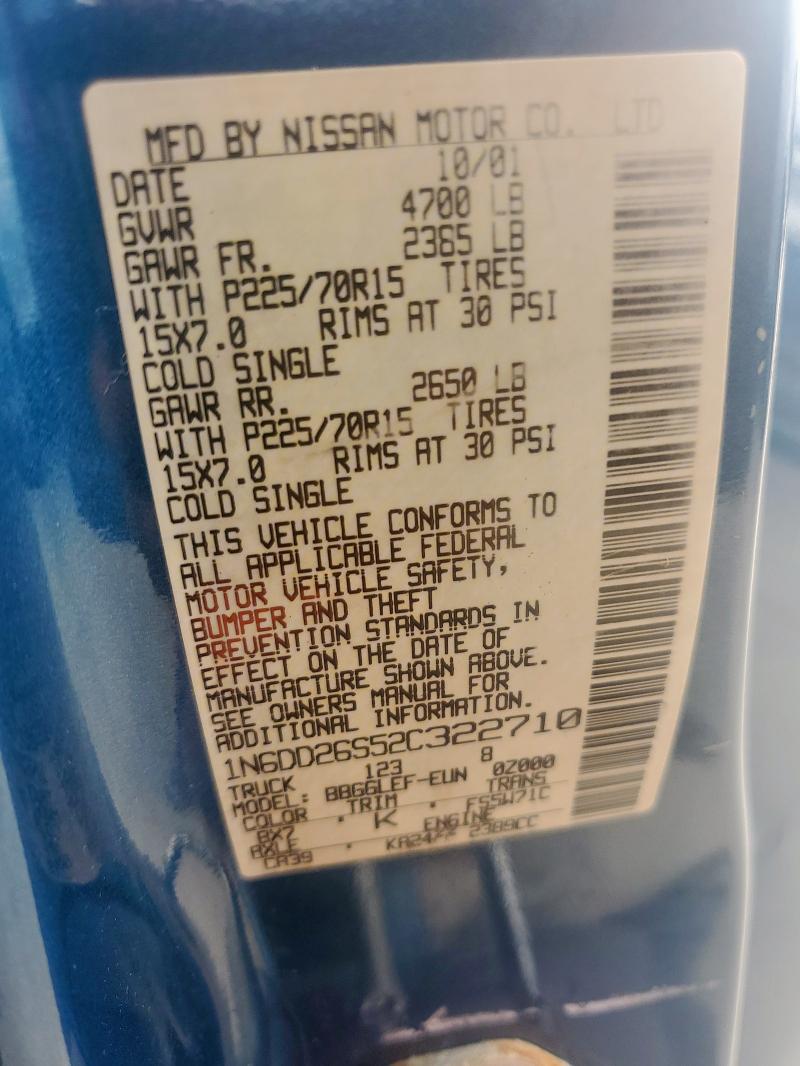 MFD BY NISSAN MOTOR CO. LTD
DATE 10/01
GVWR 4700 LB
GAWR FR. 2365 LB
WITH P225/70R15 TIRES
15X7.0 RIMS AT 30 PSI
COLD SINGLE
GAWR RR. 2650 LB
WITH P225/70R15 TIRES
15X7.0 RIMS AT 30 PSI
COLD SINGLE
THIS VEHICLE CONFORMS TO
ALL APPLICABLE FEDERAL
MOTOR VEHICLE SAFETY,
BUMPER AND THEFT
PREVENTION STANDARDS IN
EFFECT ON THE DATE OF
MANUFACTURE SHOWN ABOVE.
SEE OWNERS MANUAL FOR
ADDITIONAL INFORMATION.
1N6DD26S52C322710
TRUCK 123 8
MODEL: BBGGLEF-EUN 0Z000
COLOR · TRIM · TRANS
BX7 K FS5W71C
AXLE · ENGINE
CA39 2389CC